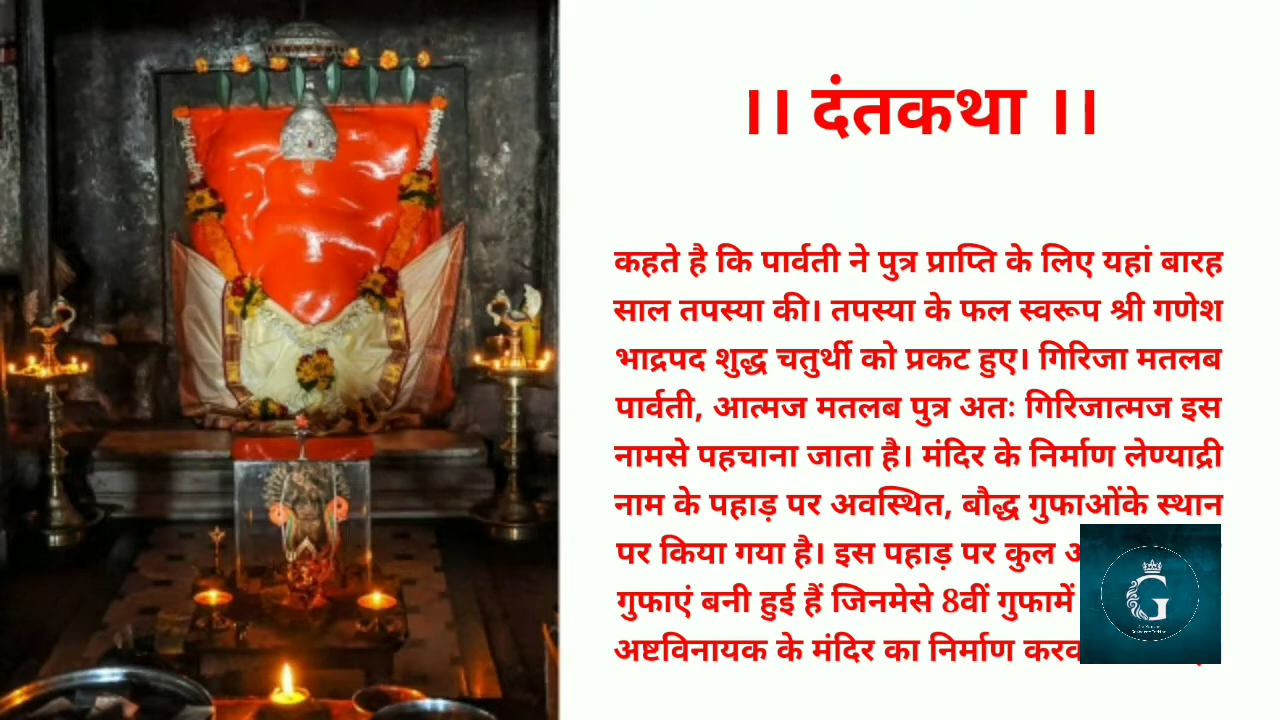 ।। दंतकथा ।।
कहते है कि पार्वती ने पुत्र प्राप्ति के लिए यहां बारह
साल तपस्या की। तपस्या के फल स्वरूप श्री गणेश
भाद्रपद शुद्ध चतुर्थी को प्रकट हुए। गिरिजा मतलब
पार्वती, आत्मज मतलब पुत्र अतः गिरिजात्मज इस
नामसे पहचाना जाता है। मंदिर के निर्माण लेण्याद्री
नाम के पहाड़ पर अवस्थित, बौद्ध गुफाओंके स्थान
पर किया गया है। इस पहाड़ पर कुल
गुफाएं बनी हुई हैं जिनमेसे 8वीं गुफामें
अष्टविनायक के मंदिर का निर्माण
G